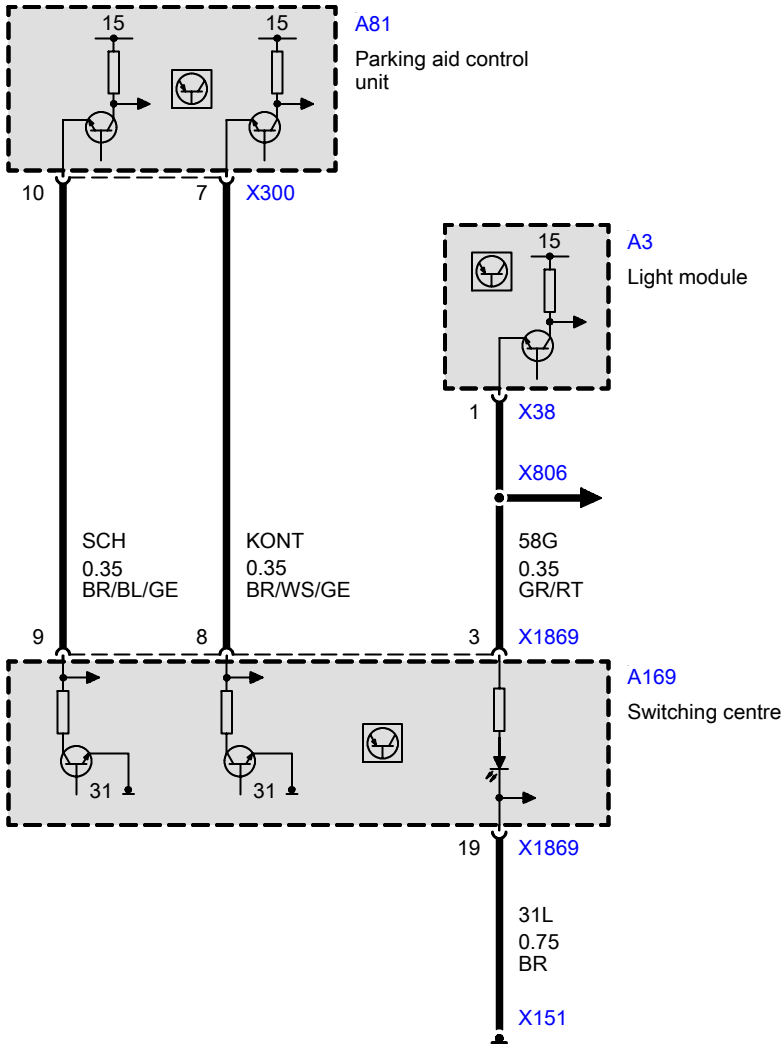 15
15
A81
Parking aid control
unit
10
7
X300
15
A3
Light module
1
X38
X806
SCH
0.35
BR/BL/GE
KONT
0.35
BR/WS/GE
58G
0.35
GR/RT
9
8
3
X1869
A169
Switching centre
31
31
19
X1869
31L
0.75
BR
X151